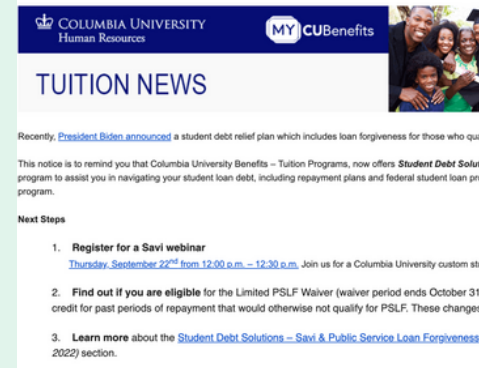 COLUMBIA UNIVERSITY
Human Resources
MY CUBenefits
TUITION NEWS
Recently, President Biden announced a student debt relief plan which includes loan forgiveness for those who
This notice is to remind you that Columbia University Benefits – Tuition Programs, now offers Student Debt
program to assist you in navigating your student loan debt, including repayment plans and federal student loan
program.
Next Steps
1. Register for a Savi webinar
Thursday, September 22nd from 12:00 p.m. – 12:30 p.m. Join us for a Columbia University custom
2. Find out if you are eligible for the Limited PSLF Waiver (waiver period ends October 31
credit for past periods of repayment that would otherwise not qualify for PSLF. These changes
3. Learn more about the Student Debt Solutions – Savi & Public Service Loan Forgiveness
2022) section.